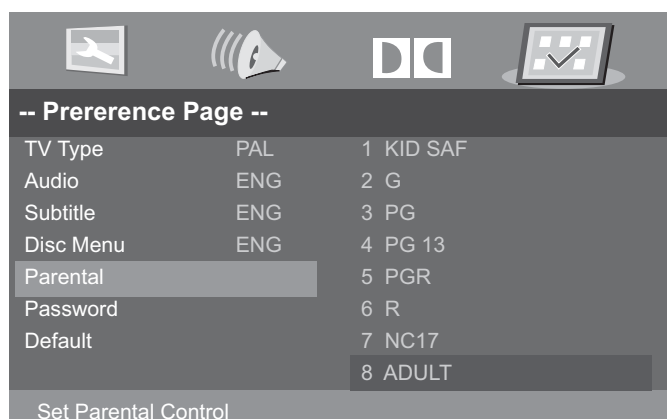 -- Prererence Page --
TV Type PAL 1 KID SAF
Audio ENG 2 G
Subtitle ENG 3 PG
Disc Menu ENG 4 PG 13
Parental 5 PGR
Password 6 R
Default 7 NC17
8 ADULT
Set Parental Control